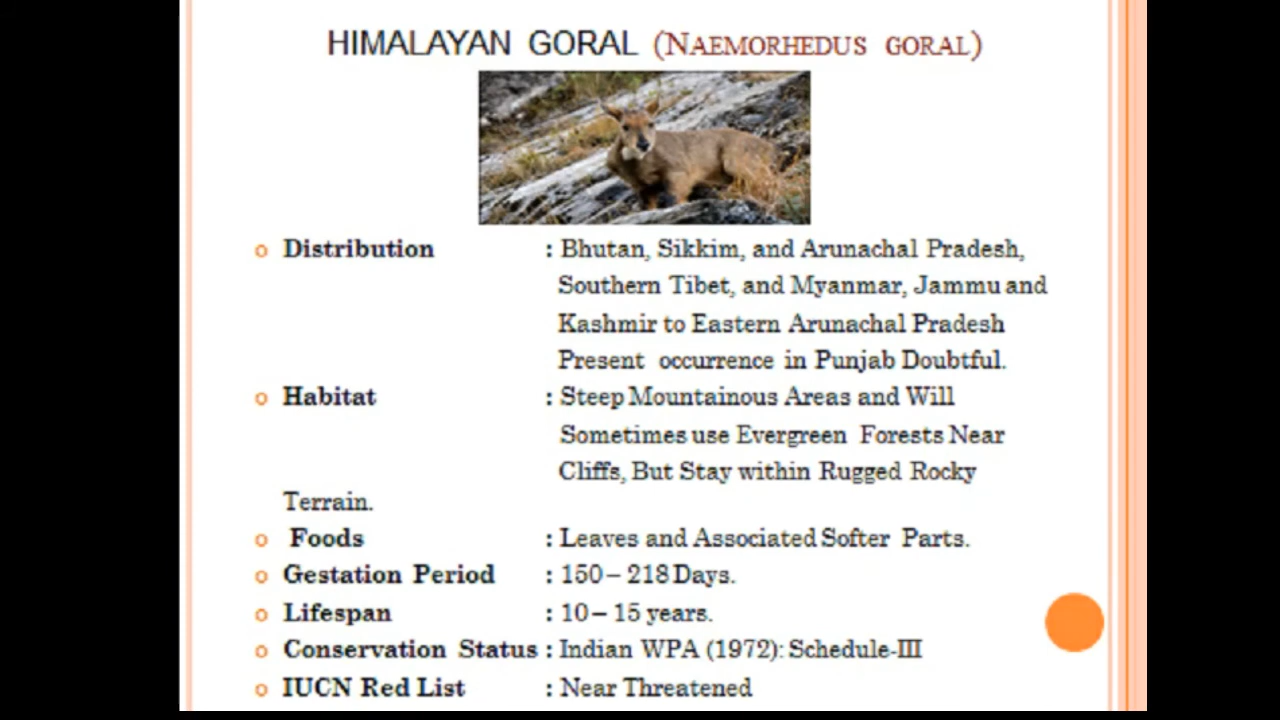 HIMALAYAN GORAL (NAEMORHEDUS GORAL)
o Distribution : Bhutan, Sikkim, and Arunachal Pradesh,
Southern Tibet, and Myanmar, Jammu and
Kashmir to Eastern Arunachal Pradesh
Present occurrence in Punjab Doubtful.
o Habitat : Steep Mountainous Areas and Will
Sometimes use Evergreen Forests Near
Cliffs, But Stay within Rugged Rocky
Terrain.
o Foods : Leaves and Associated Softer Parts.
o Gestation Period : 150 – 218 Days.
o Lifespan : 10 – 15 years.
o Conservation Status : Indian WPA (1972): Schedule-III
o IUCN Red List : Near Threatened